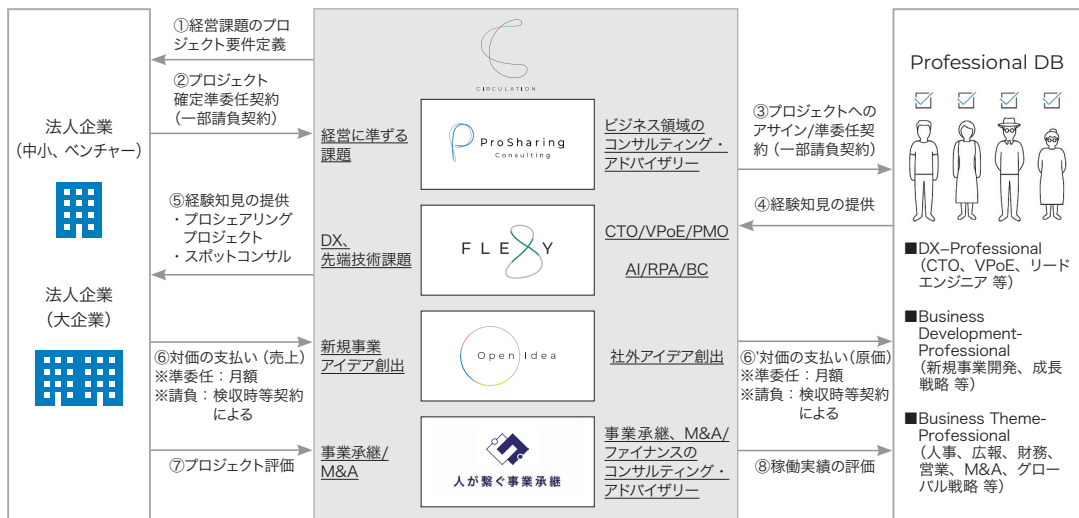 法人企業
(中小、ベンチャー)
法人企業
(大企業)
①経営課題のプロ
ジェクト要件定義
②プロジェクト
確定準委任契約
(一部請負契約)
⑤経験知見の提供
・プロシェアリング
プロジェクト
・スポットコンサル
⑥対価の支払い(売上)
※準委任:月額
※請負:検収時等契約
による
⑦プロジェクト評価
CIRCULATION
経営に準ずる
課題
ProSharing
Consulting
ビジネス領域の
コンサルティング・
アドバイザリー
DX、
先端技術課題
FLEXY
CTO/VPoE/PMO
AI/RPA/BC
新規事業
アイデア創出
Open Idea
社外アイデア創出
事業承継/
M&A
人が繋ぐ事業承継
事業承継、M&A/
ファイナンスの
コンサルティング・
アドバイザリー
③プロジェクトへの
アサイン/準委任契
約(一部請負契約)
④経験知見の提供
⑥'対価の支払い(原価)
※準委任:月額
※請負:検収時等契約
による
⑧稼働実績の評価
Professional DB
■DX–Professional
(CTO、VPoE、リード
エンジニア 等)
■Business
Development-
Professional
(新規事業開発、成長
戦略 等)
■Business Theme-
Professional
(人事、広報、財務、
営業、M&A、グロー
バル戦略 等)